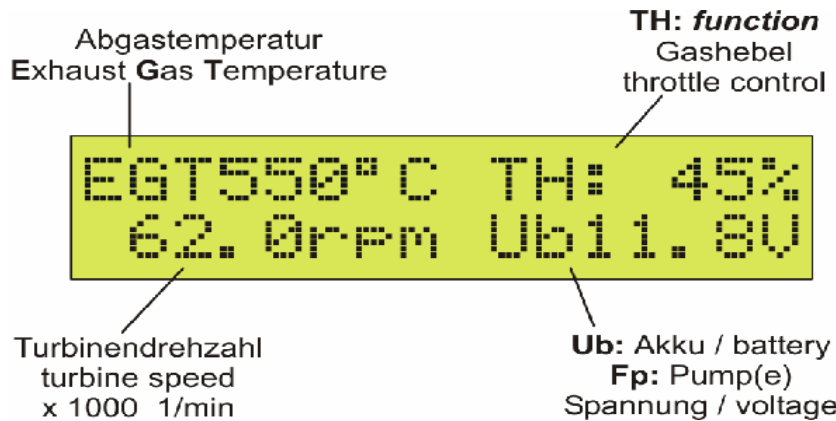 Abgastemperatur
Exhaust Gas Temperature
TH: function
Gashebel
throttle control
EGT550°C TH: 45%
62.0rpm Ub11.8V
Turbinendrehzahl
turbine speed
x 1000 1/min
Ub: Akku / battery
Fp: Pump(e)
Spannung / voltage